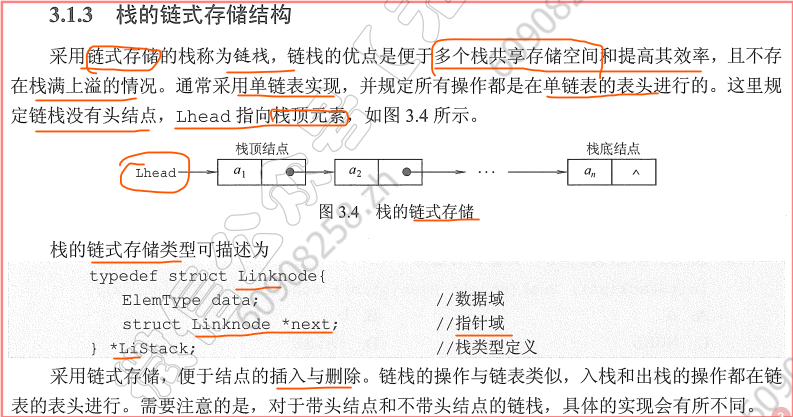 3.1.3 栈的链式存储结构
采用链式存储的栈称为链栈，链栈的优点是便于多个栈共享存储空间和提高其效率，且不存
在栈满上溢的情况。通常采用单链表实现，并规定所有操作都是在单链表的表头进行的。这里规
定链栈没有头结点，Lhead 指向栈顶元素，如图 3.4 所示。
栈顶结点 栈底结点
Lhead a1 a2 ··· an ∧
图 3.4 栈的链式存储
栈的链式存储类型可描述为
typedef struct Linknode{
ElemType data; //数据域
struct Linknode *next; //指针域
} *LiStack; //栈类型定义
采用链式存储，便于结点的插入与删除。链栈的操作与链表类似，入栈和出栈的操作都在链
表的表头进行。需要注意的是，对于带头结点和不带头结点的链栈，具体的实现会有所不同。
60908258.zh